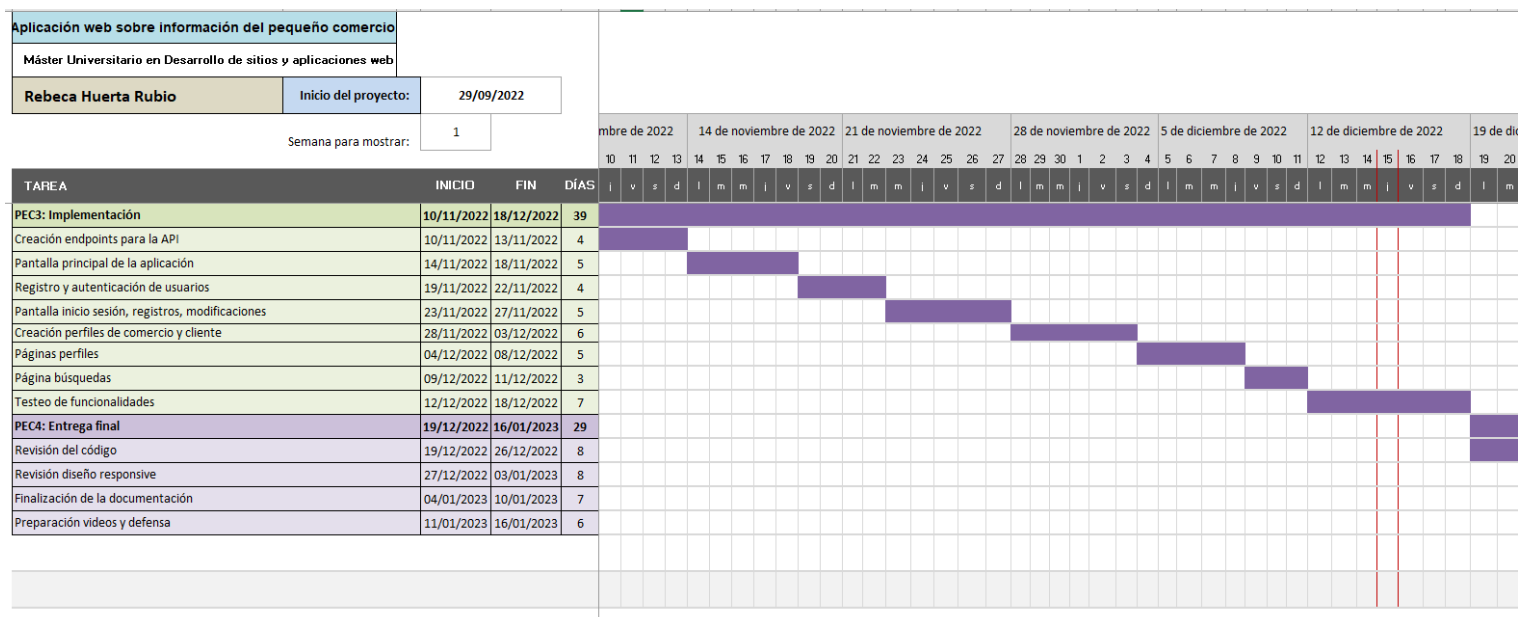 Aplicación web sobre información del pequeño comercio
Máster Universitario en Desarrollo de sitios y aplicaciones web
Rebeca Huerta Rubio Inicio del proyecto: 29/09/2022
Semana para mostrar: 1
mbre de 2022 14 de noviembre de 2022 21 de noviembre de 2022 28 de noviembre de 2022 5 de diciembre de 2022 12 de diciembre de 2022 19 de dic
10 11 12 13 14 15 16 17 18 19 20 21 22 23 24 25 26 27 28 29 30 1 2 3 4 5 6 7 8 9 10 11 12 13 14 15 16 17 18 19 20
TAREA INICIO FIN DÍAS j v s d l m m j v s d l m m j v s d l m m j v s d l m m j v s d l m m j v s d l m
PEC3: Implementación 10/11/2022 18/12/2022 39
Creación endpoints para la API 10/11/2022 13/11/2022 4
Pantalla principal de la aplicación 14/11/2022 18/11/2022 5
Registro y autenticación de usuarios 19/11/2022 22/11/2022 4
Pantalla inicio sesión, registros, modificaciones 23/11/2022 27/11/2022 5
Creación perfiles de comercio y cliente 28/11/2022 03/12/2022 6
Páginas perfiles 04/12/2022 08/12/2022 5
Página búsquedas 09/12/2022 11/12/2022 3
Testeo de funcionalidades 12/12/2022 18/12/2022 7
PEC4: Entrega final 19/12/2022 16/01/2023 29
Revisión del código 19/12/2022 26/12/2022 8
Revisión diseño responsive 27/12/2022 03/01/2023 8
Finalización de la documentación 04/01/2023 10/01/2023 7
Preparación videos y defensa 11/01/2023 16/01/2023 6